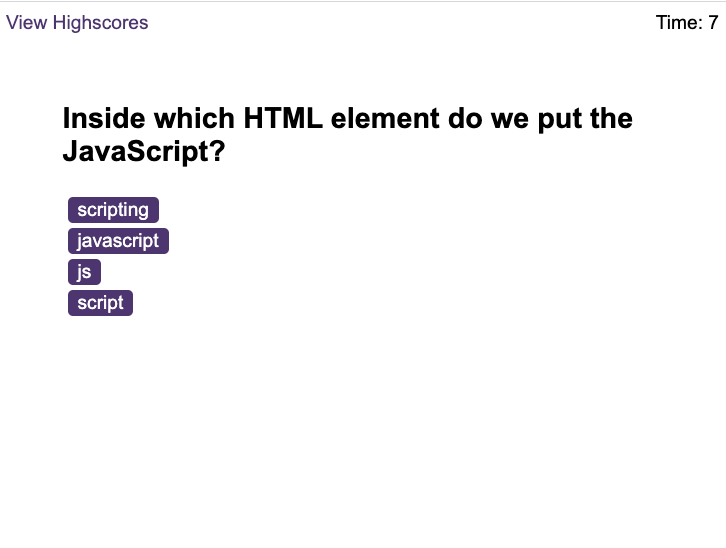 View Highscores
Time: 7
Inside which HTML element do we put the
JavaScript?
scripting
javascript
js
script